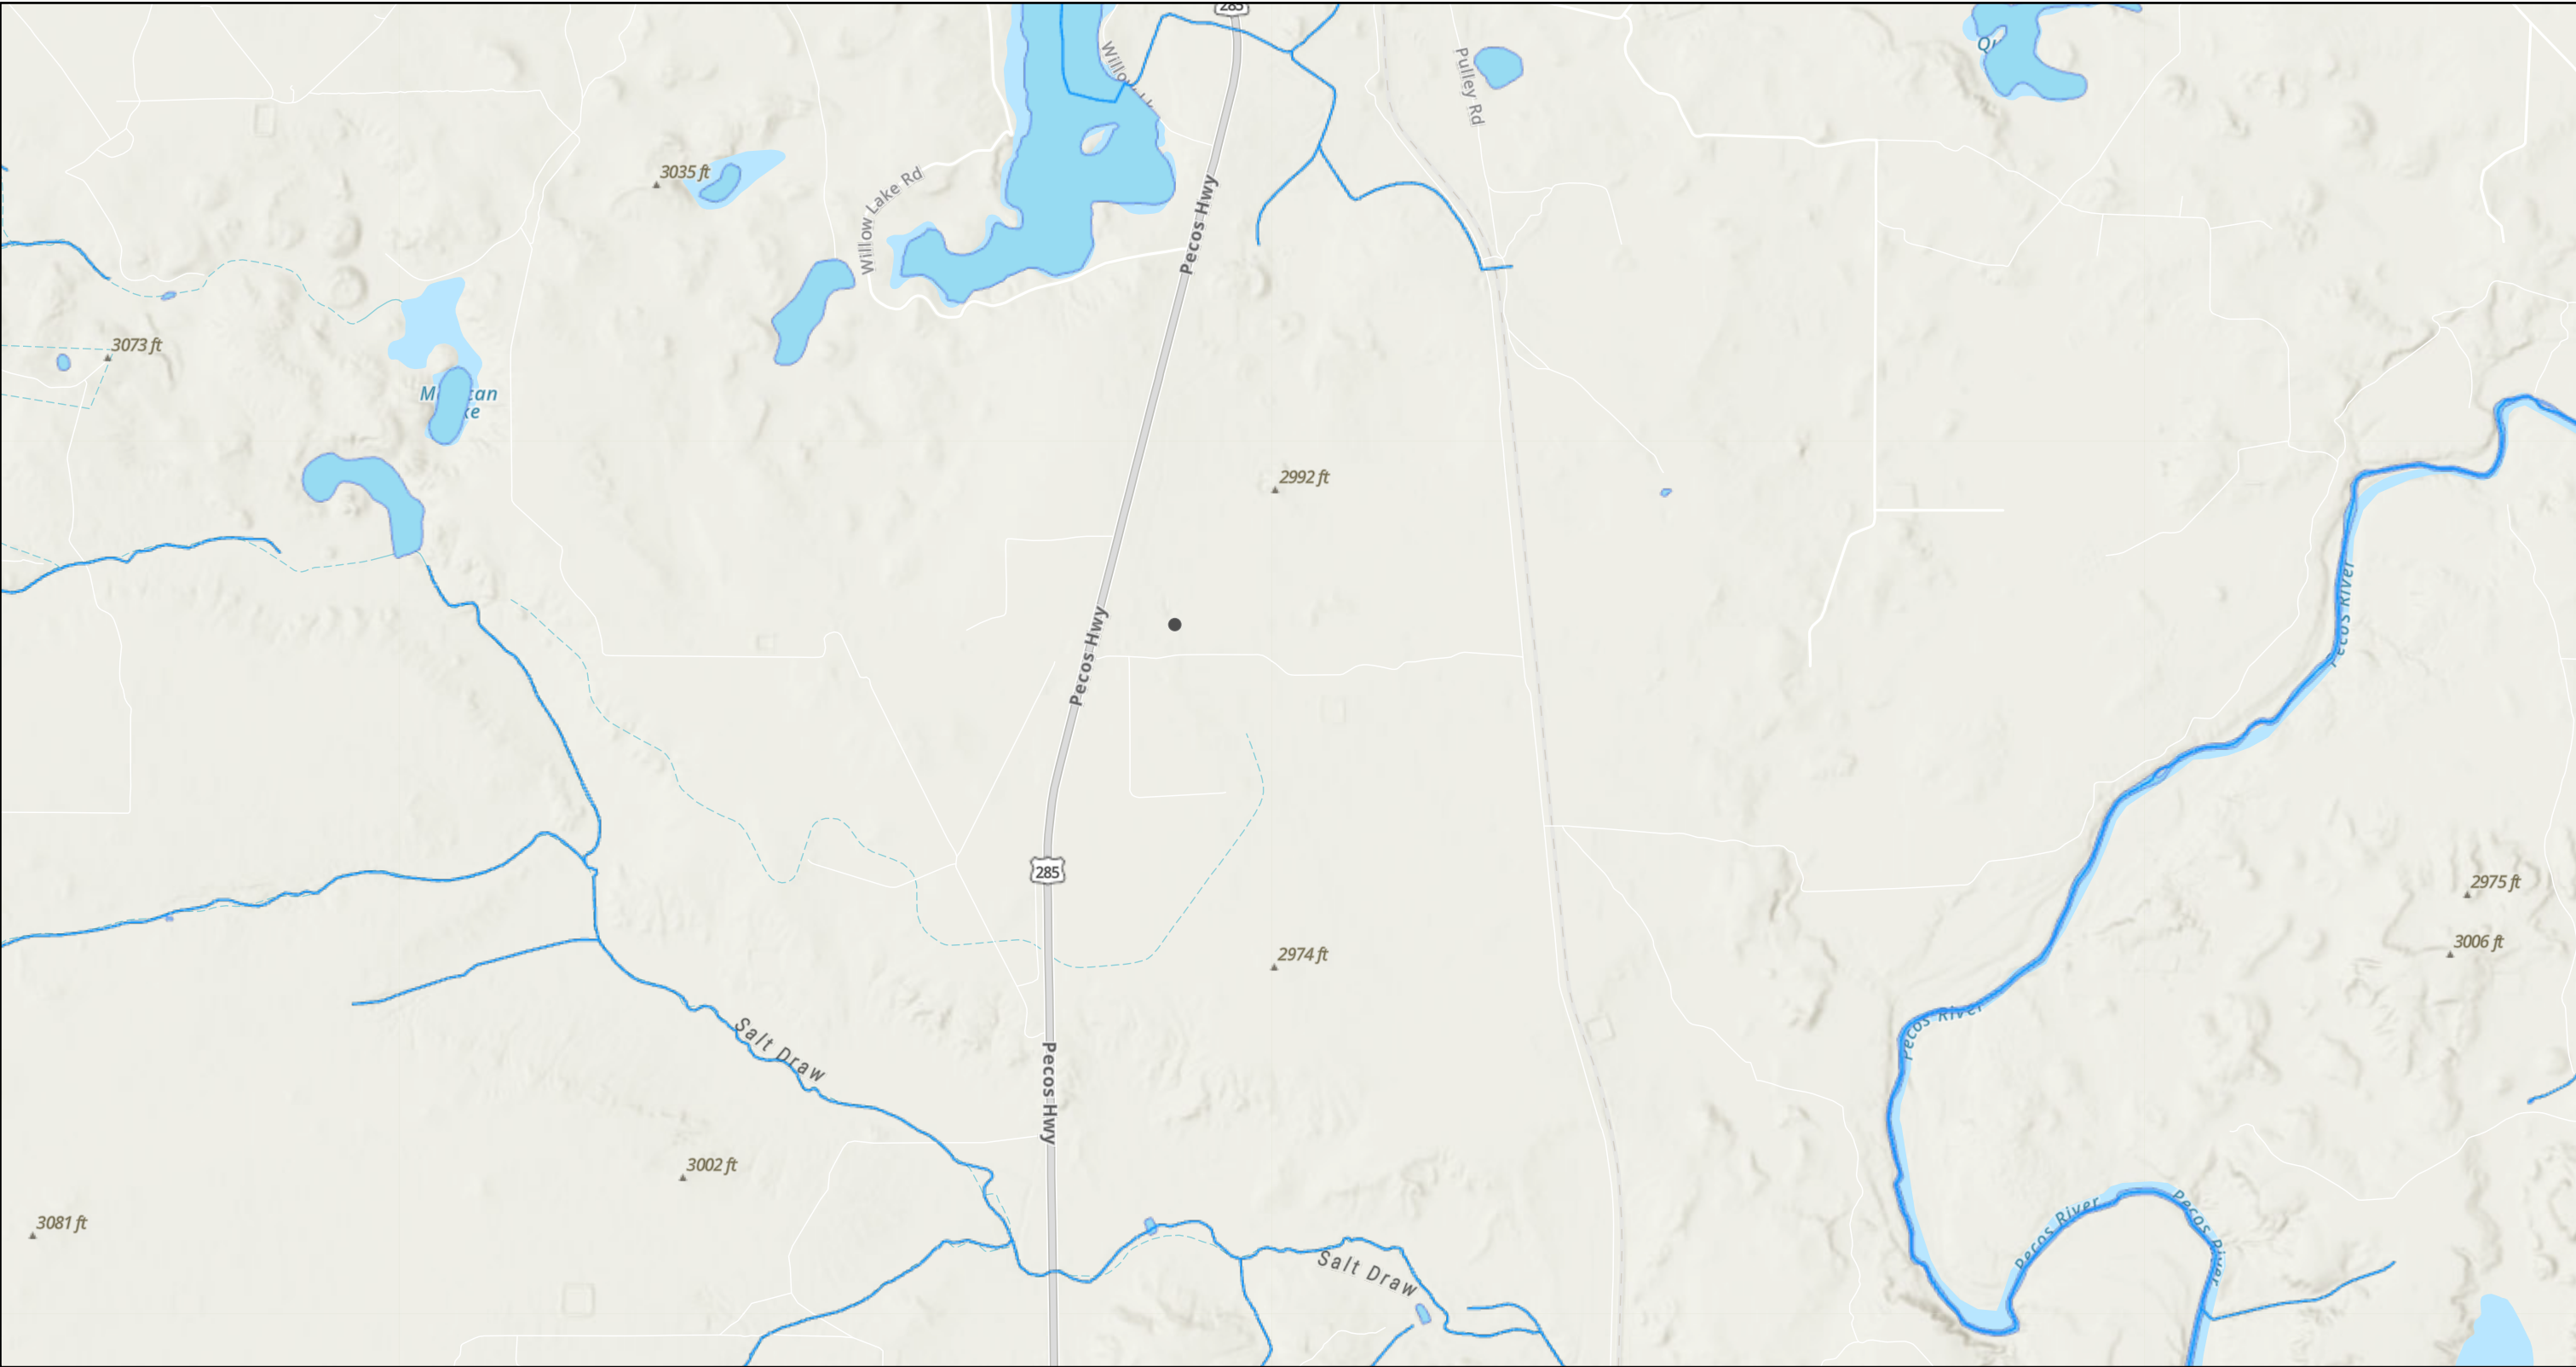 285
Willow
Pulley Rd
3035 ft
Willow Lake Rd
Pecos Hwy
3073 ft
2992 ft
Pecos River
Pecos Hwy
285
2975 ft
3006 ft
2974 ft
Pecos River
Salt Draw
Pecos Hwy
3002 ft
Pecos River
Pecos River
3081 ft
Salt Draw